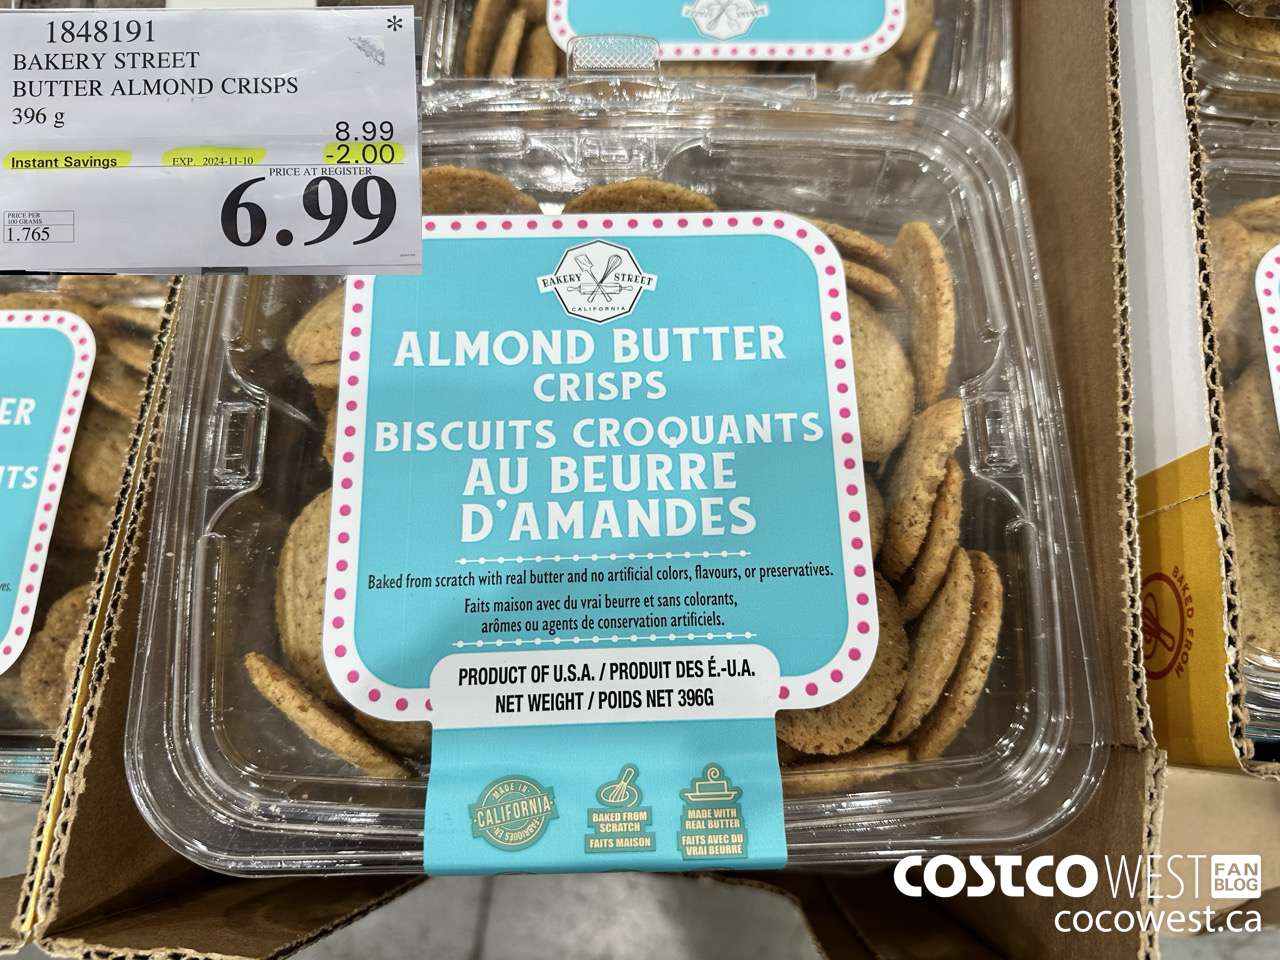 1848191 *
BAKERY STREET
BUTTER ALMOND CRISPS
396 g
8.99
Instant Savings EXP. 2024-11-10 -2.00
PRICE AT REGISTER
6.99
PRICE PER
100 GRAMS
1.765
BAKERY STREET
CALIFORNIA
ALMOND BUTTER
CRISPS
BISCUITS CROQUANTS
AU BEURRE
D'AMANDES
Baked from scratch with real butter and no artificial colors, flavours, or preservatives.
Faits maison avec du vrai beurre et sans colorants,
arômes ou agents de conservation artificiels.
PRODUCT OF U.S.A. / PRODUIT DES É.-U.A.
NET WEIGHT / POIDS NET 396G
MADE IN
CALIFORNIA
FABRIQUÉS EN
BAKED FROM
SCRATCH
FAITS MAISON
MADE WITH
REAL BUTTER
FAITS AVEC DU
VRAI BEURRE
ER
ITS
ves.
BAKED FROM
COSTCO WEST FAN
BLOG
cocowest.ca